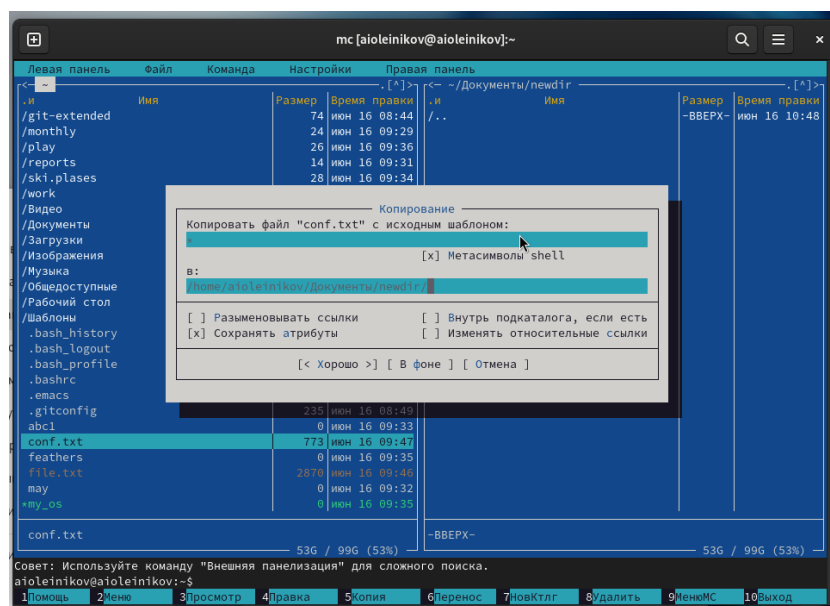 mc [aioleinikov@aioleinikov]:~
Левая панель Файл Команда Настройки Правая панель
<— ~ .[^]> <— ~/Документы/newdir .[^]>
.и Имя Размер Время правки .и Имя Размер Время правки
/git-extended 74 июн 16 08:44 /.. -ВВЕРХ- июн 16 10:48
/monthly 24 июн 16 09:29
/play 26 июн 16 09:36
/reports 14 июн 16 09:31
/ski.plases 28 июн 16 09:34
/work
/Видео
/Документы
/Загрузки
/Изображения
/Музыка
/Общедоступные
/Рабочий стол
/Шаблоны
.bash_history
.bash_logout
.bash_profile
.bashrc
.emacs
.gitconfig 235 июн 16 08:49
abc1 0 июн 16 09:33
conf.txt 773 июн 16 09:47
feathers 0 июн 16 09:35
file.txt 2870 июн 16 09:46
may 0 июн 16 09:32
*my_os 0 июн 16 09:35
Копирование
Копировать файл "conf.txt" с исходным шаблоном:
*
[x] Метасимволы shell
в:
/home/aioleinikov/Документы/newdir/
[ ] Разыменовывать ссылки [ ] Внутрь подкаталога, если есть
[x] Сохранять атрибуты [ ] Изменять относительные ссылки
[< Хорошо >] [ В фоне ] [ Отмена ]
conf.txt -ВВЕРХ-
53G / 99G (53%) 53G / 99G (53%)
Совет: Используйте команду "Внешняя панелизация" для сложного поиска.
aioleinikov@aioleinikov:~$
1Помощь 2Меню 3Просмотр 4Правка 5Копия 6Перенос 7НовКтлг 8Удалить 9МенюМС 10Выход